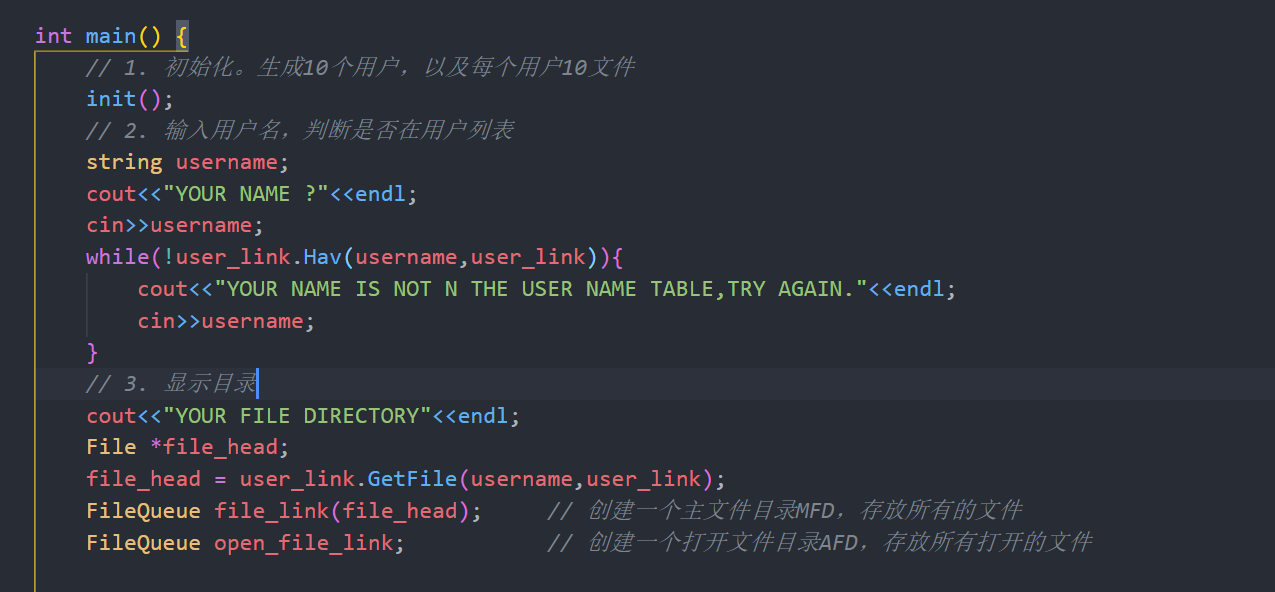 int main() {
// 1. 初始化。生成10个用户，以及每个用户10文件
init();
// 2. 输入用户名，判断是否在用户列表
string username;
cout<<"YOUR NAME ?"<<endl;
cin>>username;
while(!user_link.Hav(username,user_link)){
cout<<"YOUR NAME IS NOT N THE USER NAME TABLE,TRY AGAIN."<<endl;
cin>>username;
}
// 3. 显示目录
cout<<"YOUR FILE DIRECTORY"<<endl;
File *file_head;
file_head = user_link.GetFile(username,user_link);
FileQueue file_link(file_head); // 创建一个主文件目录MFD，存放所有的文件
FileQueue open_file_link; // 创建一个打开文件目录AFD，存放所有打开的文件